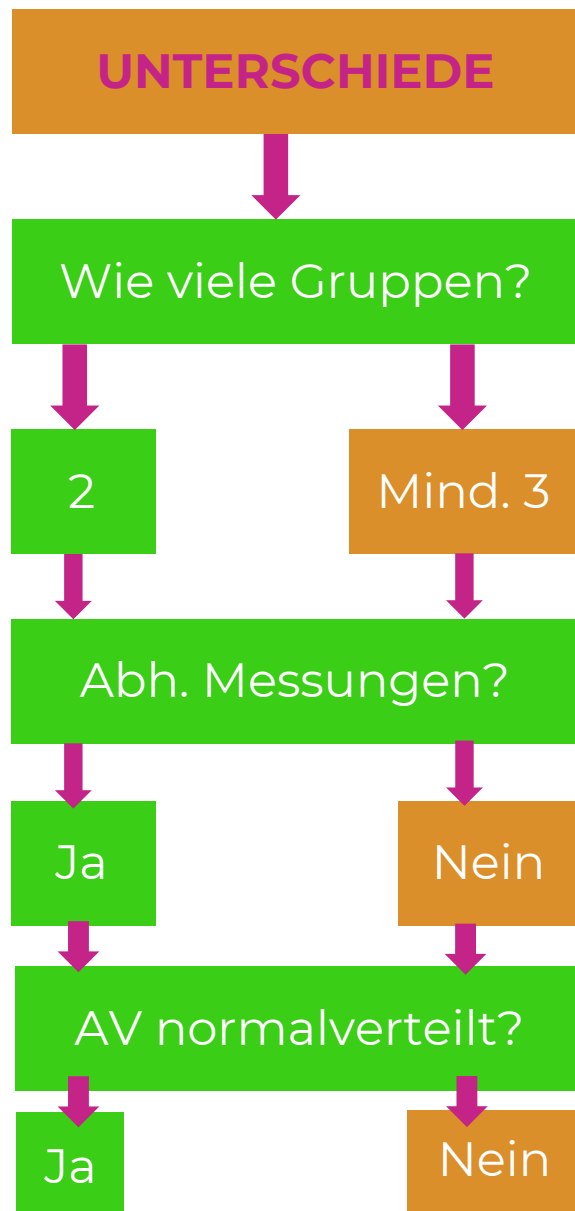 UNTERSCHIEDE
Wie viele Gruppen?
2
Mind. 3
Abh. Messungen?
Ja
Nein
AV normalverteilt?
Ja
Nein